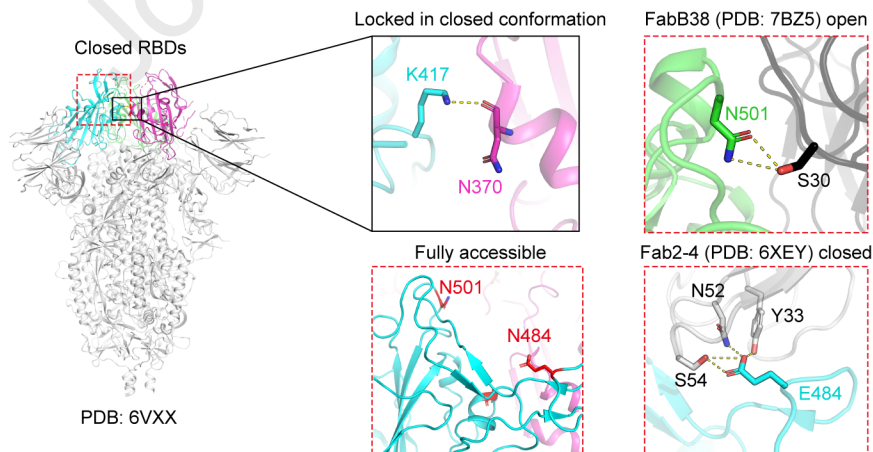 Closed RBDs
PDB: 6VXX
Locked in closed conformation
K417
N370
FabB38 (PDB: 7BZ5) open
N501
S30
Fully accessible
N501
N484
Fab2-4 (PDB: 6XEY) closed
N52
Y33
S54
E484